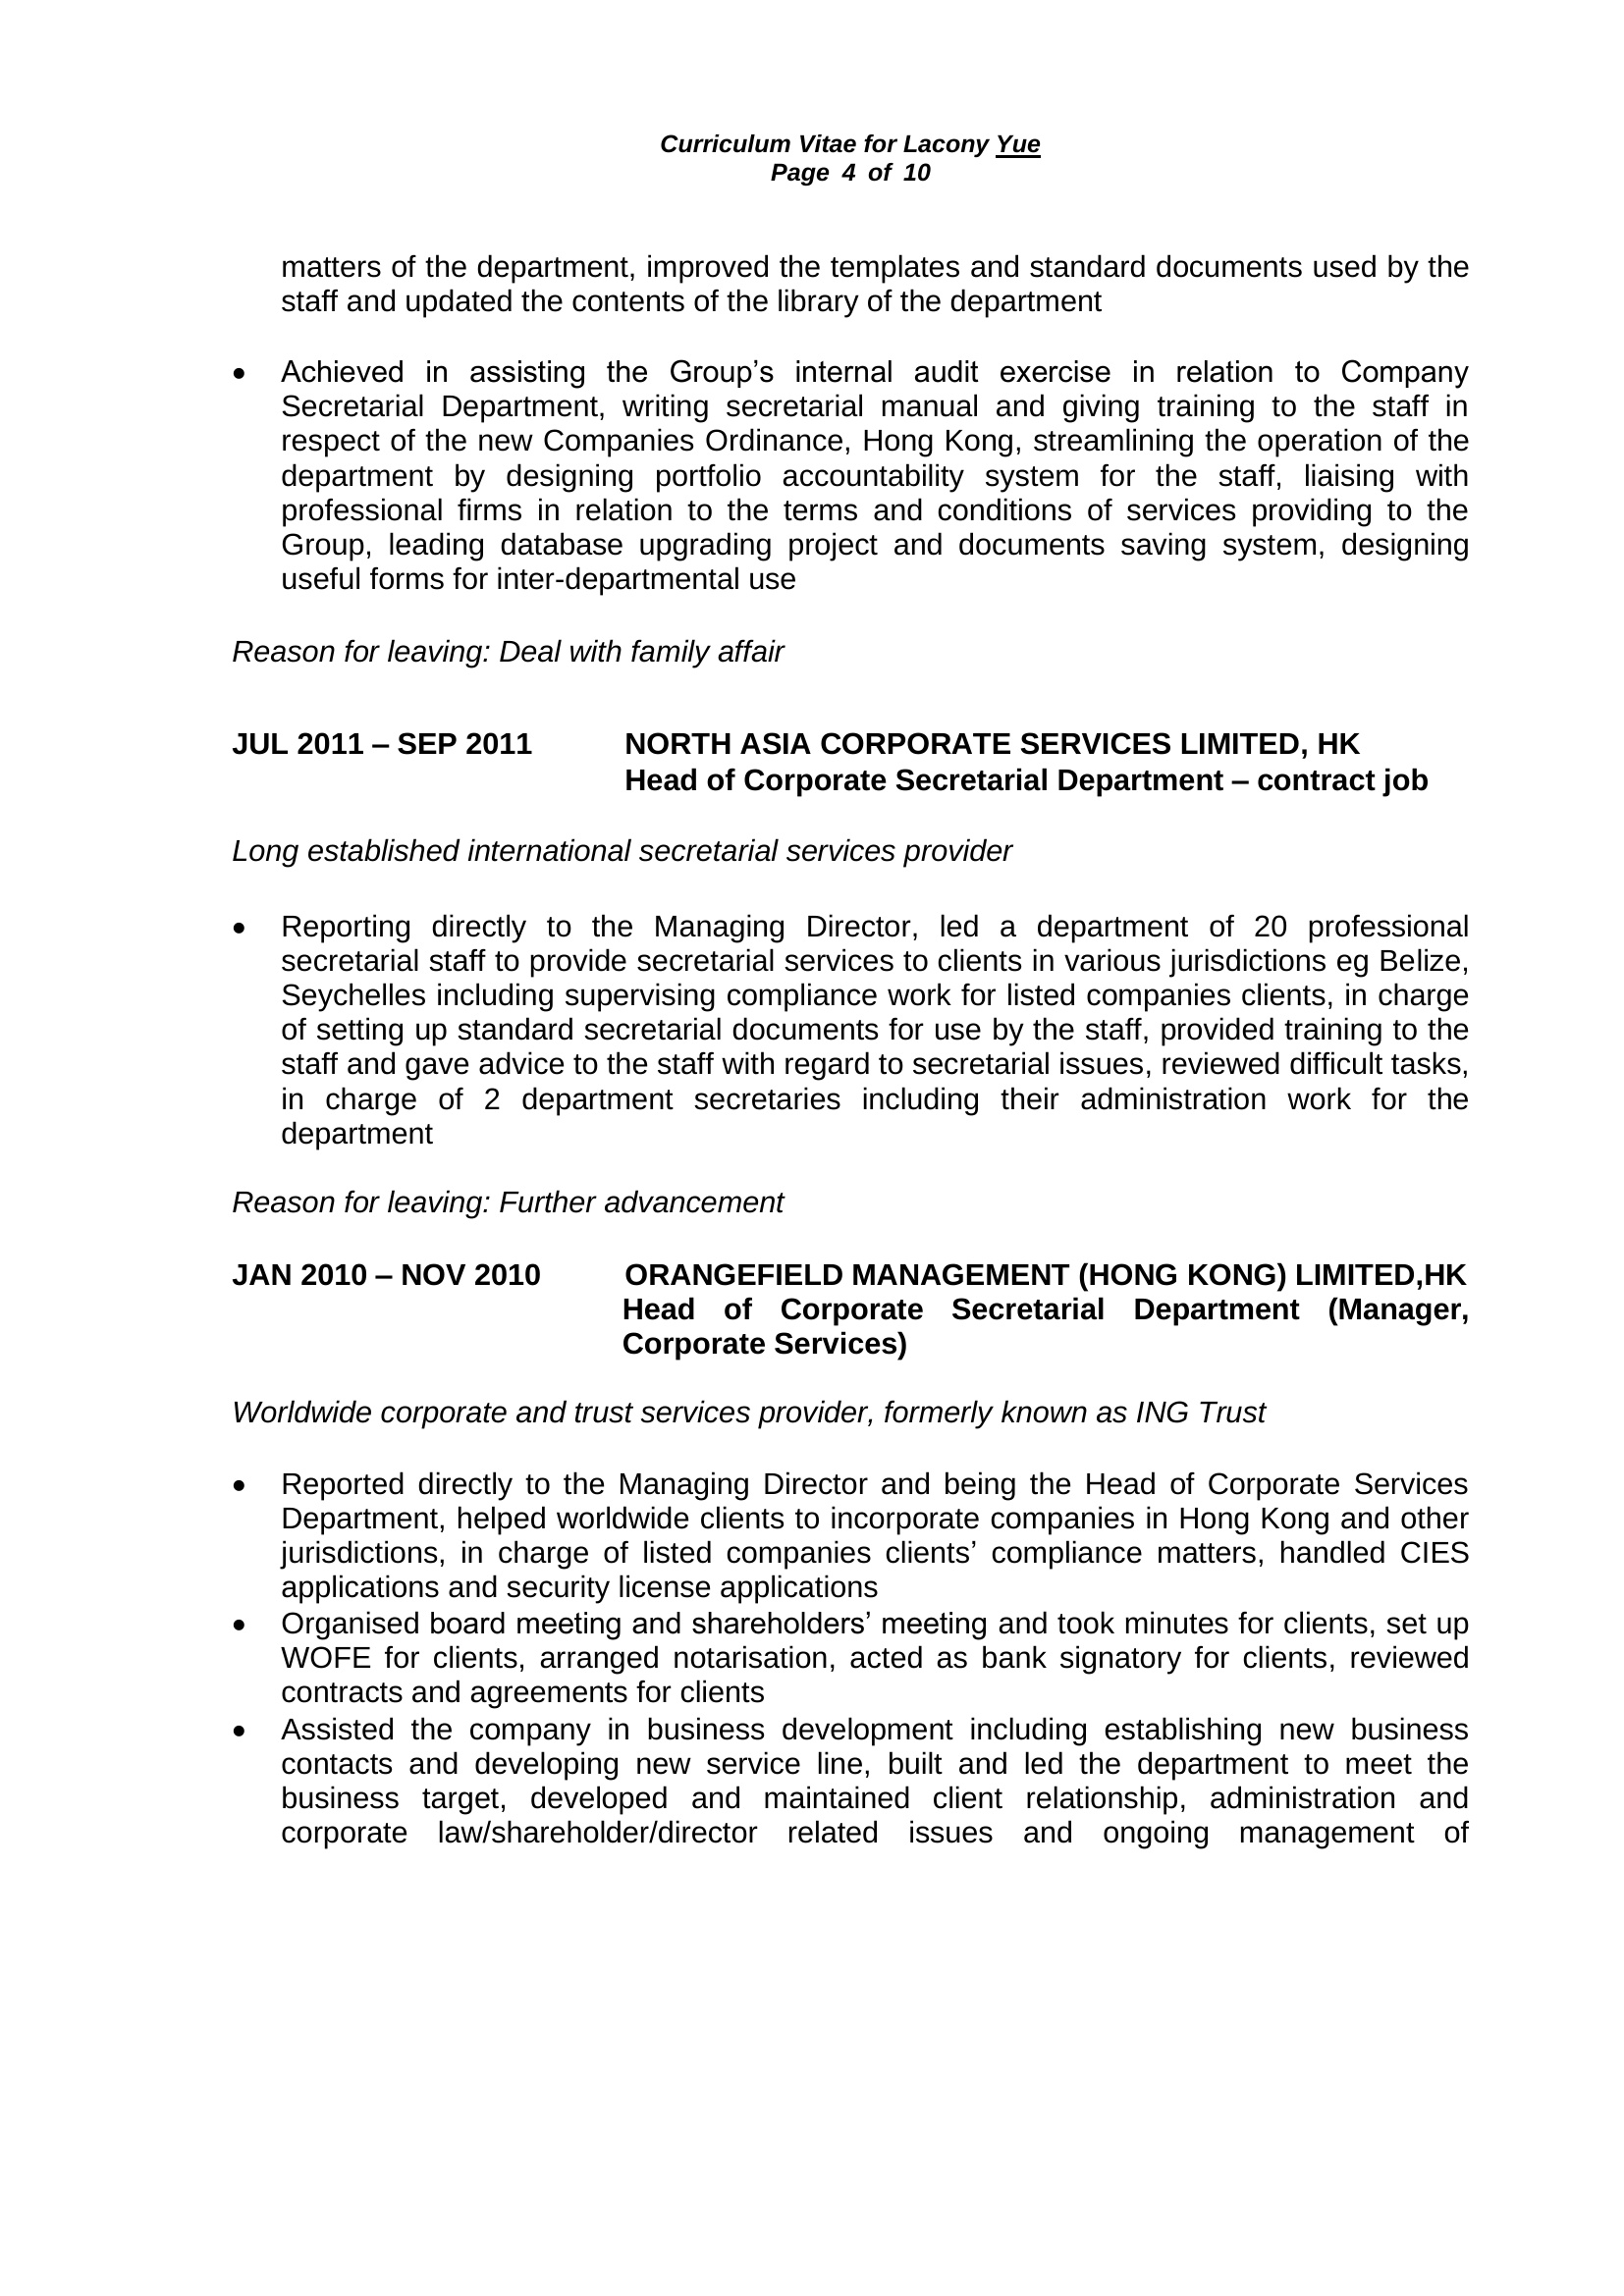 Curriculum Vitae for Lacony Yue
Page 4 of 10
matters of the department, improved the templates and standard documents used by the
staff and updated the contents of the library of the department
• Achieved in assisting the Group’s internal audit exercise in relation to Company
Secretarial Department, writing secretarial manual and giving training to the staff in
respect of the new Companies Ordinance, Hong Kong, streamlining the operation of the
department by designing portfolio accountability system for the staff, liaising with
professional firms in relation to the terms and conditions of services providing to the
Group, leading database upgrading project and documents saving system, designing
useful forms for inter-departmental use
Reason for leaving: Deal with family affair
JUL 2011 – SEP 2011 NORTH ASIA CORPORATE SERVICES LIMITED, HK
Head of Corporate Secretarial Department – contract job
Long established international secretarial services provider
• Reporting directly to the Managing Director, led a department of 20 professional
secretarial staff to provide secretarial services to clients in various jurisdictions eg Belize,
Seychelles including supervising compliance work for listed companies clients, in charge
of setting up standard secretarial documents for use by the staff, provided training to the
staff and gave advice to the staff with regard to secretarial issues, reviewed difficult tasks,
in charge of 2 department secretaries including their administration work for the
department
Reason for leaving: Further advancement
JAN 2010 – NOV 2010 ORANGEFIELD MANAGEMENT (HONG KONG) LIMITED,HK
Head of Corporate Secretarial Department (Manager,
Corporate Services)
Worldwide corporate and trust services provider, formerly known as ING Trust
• Reported directly to the Managing Director and being the Head of Corporate Services
Department, helped worldwide clients to incorporate companies in Hong Kong and other
jurisdictions, in charge of listed companies clients’ compliance matters, handled CIES
applications and security license applications
• Organised board meeting and shareholders’ meeting and took minutes for clients, set up
WOFE for clients, arranged notarisation, acted as bank signatory for clients, reviewed
contracts and agreements for clients
• Assisted the company in business development including establishing new business
contacts and developing new service line, built and led the department to meet the
business target, developed and maintained client relationship, administration and
corporate law/shareholder/director related issues and ongoing management of